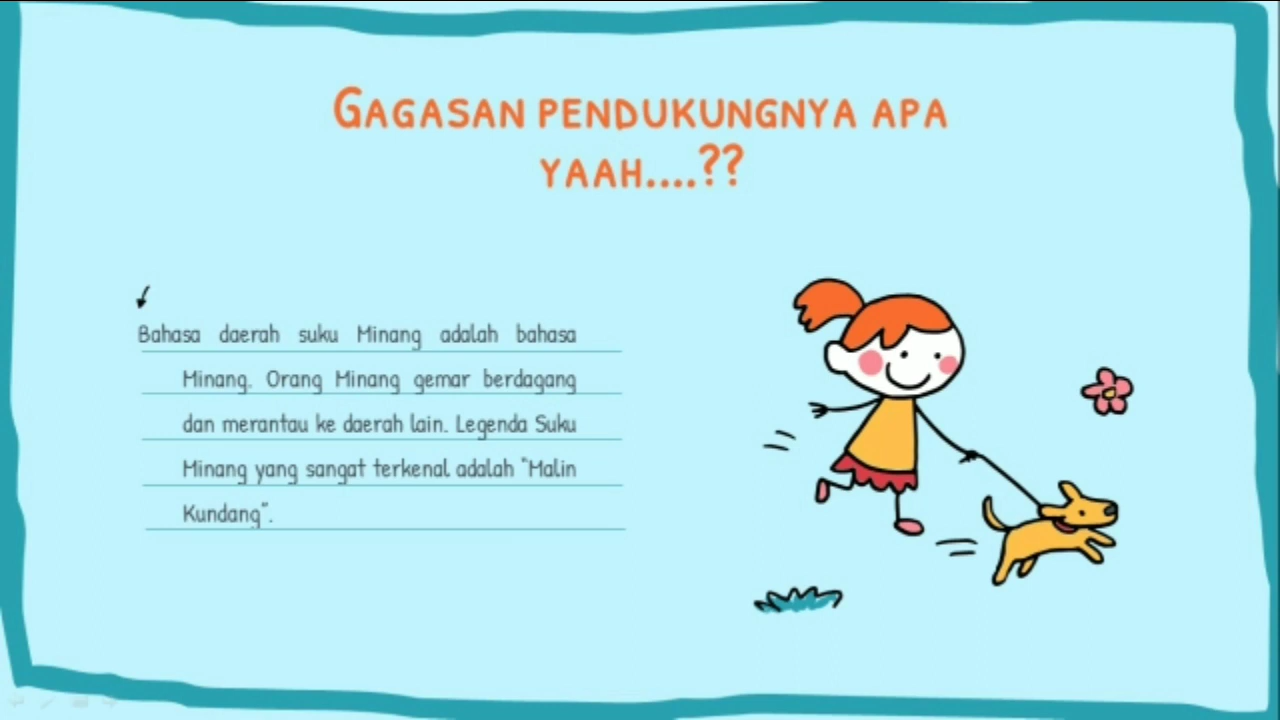 Gagasan pendukungnya apa
yaah....??
Bahasa daerah suku Minang adalah bahasa
Minang. Orang Minang gemar berdagang
dan merantau ke daerah lain. Legenda Suku
Minang yang sangat terkenal adalah "Malin
Kundang".